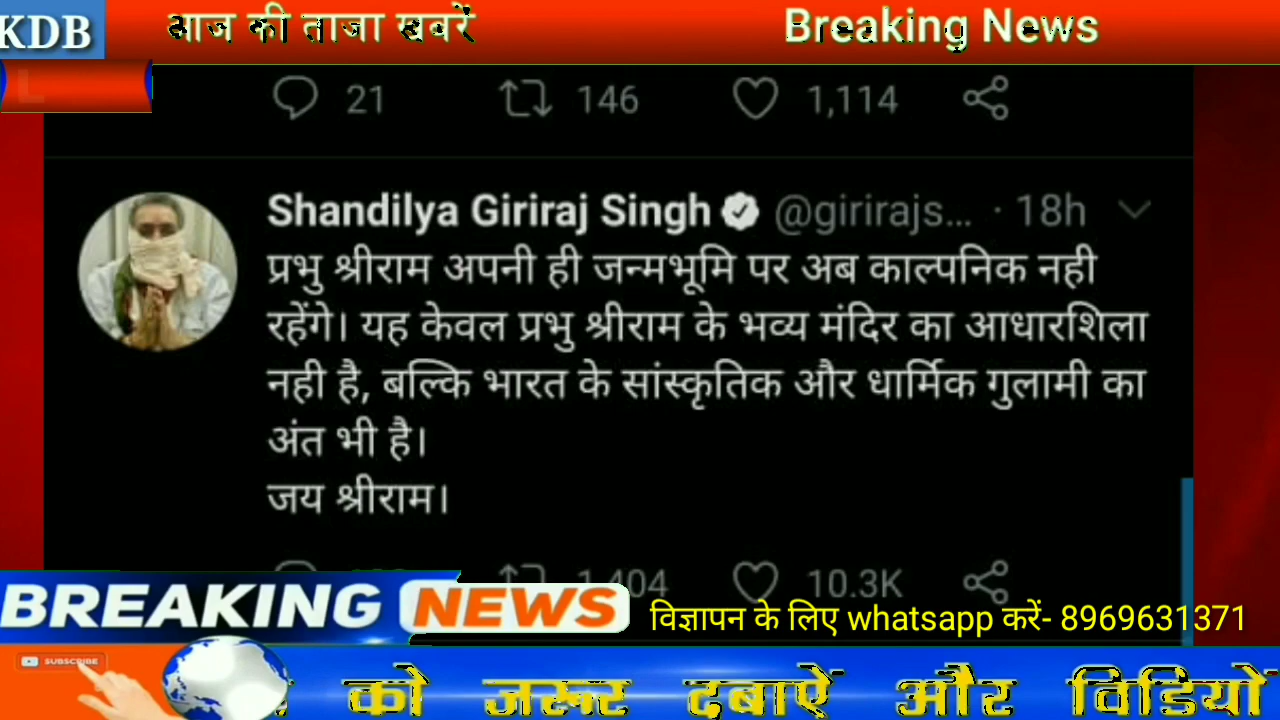 KDB
आज की ताजा खबरें
Breaking News
L
21 146 1,114
Shandilya Giriraj Singh @girirajs... · 18h
प्रभु श्रीराम अपनी ही जन्मभूमि पर अब काल्पनिक नही
रहेंगे। यह केवल प्रभु श्रीराम के भव्य मंदिर का आधारशिला
नही है, बल्कि भारत के सांस्कृतिक और धार्मिक गुलामी का
अंत भी है।
जय श्रीराम।
1,404 10.3K
BREAKING NEWS
विज्ञापन के लिए whatsapp करें- 8969631371
SUBSCRIBE
को जरूर दबाऐं और विडियो